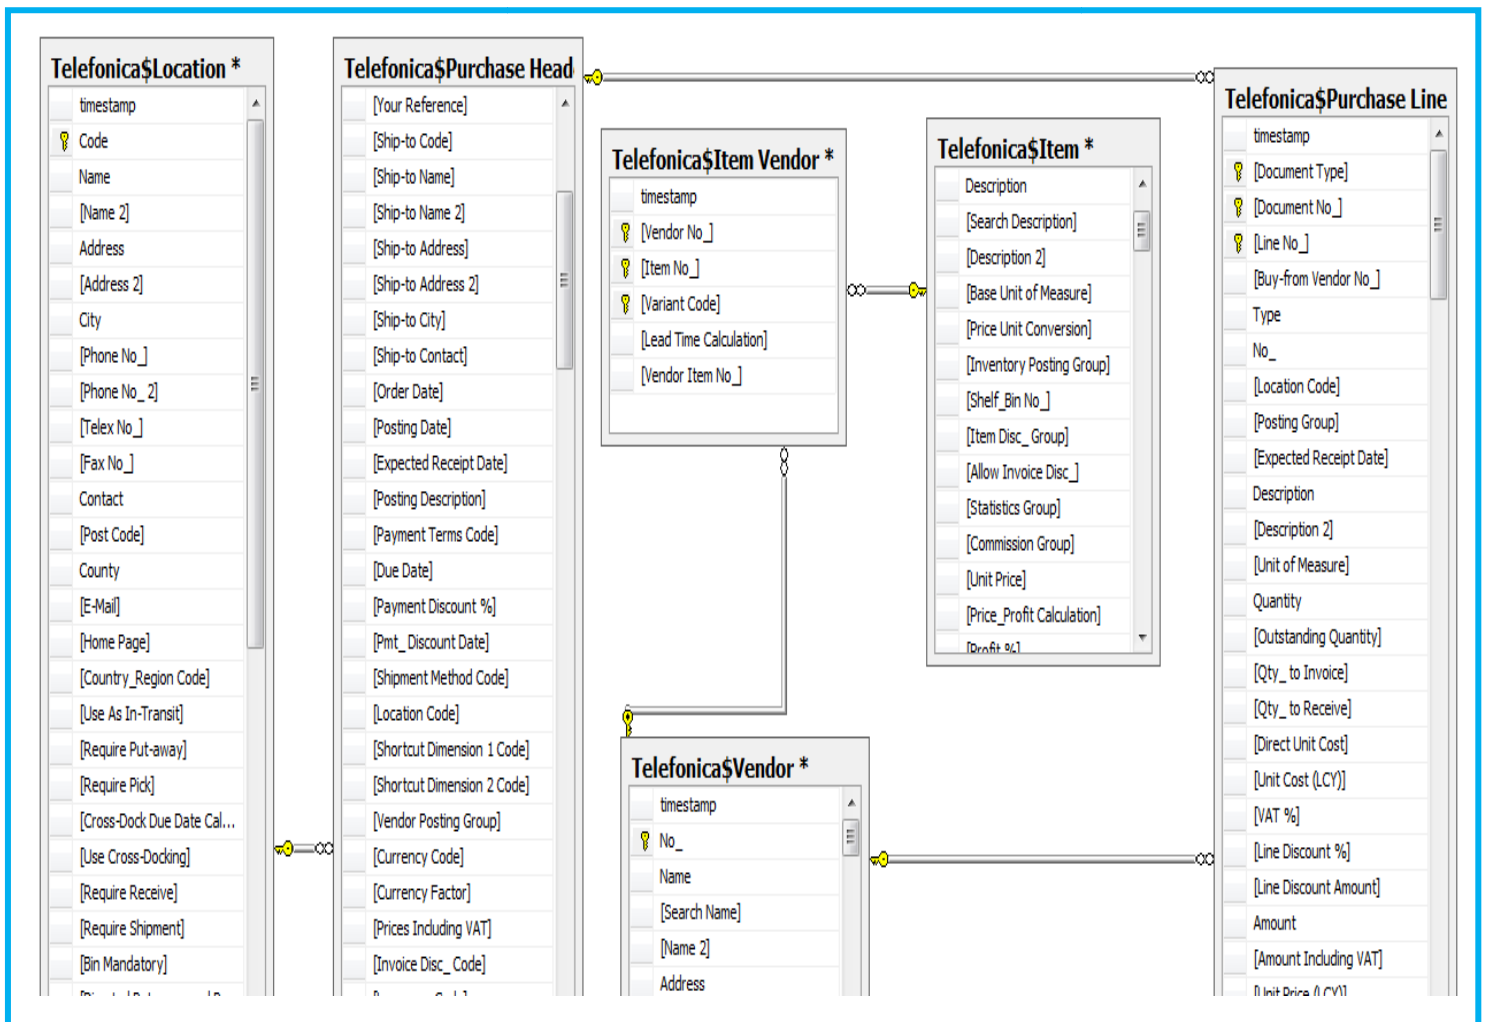 Telefonica$Location *
timestamp
Code
Name
[Name 2]
Address
[Address 2]
City
[Phone No_]
[Phone No_ 2]
[Telex No_]
[Fax No_]
Contact
[Post Code]
County
[E-Mail]
[Home Page]
[Country_Region Code]
[Use As In-Transit]
[Require Put-away]
[Require Pick]
[Cross-Dock Due Date Cal...
[Use Cross-Docking]
[Require Receive]
[Require Shipment]
[Bin Mandatory]
Telefonica$Purchase Head
[Your Reference]
[Ship-to Code]
[Ship-to Name]
[Ship-to Name 2]
[Ship-to Address]
[Ship-to Address 2]
[Ship-to City]
[Ship-to Contact]
[Order Date]
[Posting Date]
[Expected Receipt Date]
[Posting Description]
[Payment Terms Code]
[Due Date]
[Payment Discount %]
[Pmt_ Discount Date]
[Shipment Method Code]
[Location Code]
[Shortcut Dimension 1 Code]
[Shortcut Dimension 2 Code]
[Vendor Posting Group]
[Currency Code]
[Currency Factor]
[Prices Including VAT]
[Invoice Disc_ Code]
Telefonica$Item Vendor *
timestamp
[Vendor No_]
[Item No_]
[Variant Code]
[Lead Time Calculation]
[Vendor Item No_]
Telefonica$Vendor *
timestamp
No_
Name
[Search Name]
[Name 2]
Address
Telefonica$Item *
Description
[Search Description]
[Description 2]
[Base Unit of Measure]
[Price Unit Conversion]
[Inventory Posting Group]
[Shelf_Bin No_]
[Item Disc_ Group]
[Allow Invoice Disc_]
[Statistics Group]
[Commission Group]
[Unit Price]
[Price_Profit Calculation]
[Profit %]
Telefonica$Purchase Line
timestamp
[Document Type]
[Document No_]
[Line No_]
[Buy-from Vendor No_]
Type
No_
[Location Code]
[Posting Group]
[Expected Receipt Date]
Description
[Description 2]
[Unit of Measure]
Quantity
[Outstanding Quantity]
[Qty_ to Invoice]
[Qty_ to Receive]
[Direct Unit Cost]
[Unit Cost (LCY)]
[VAT %]
[Line Discount %]
[Line Discount Amount]
Amount
[Amount Including VAT]
[Unit Price (LCY)]